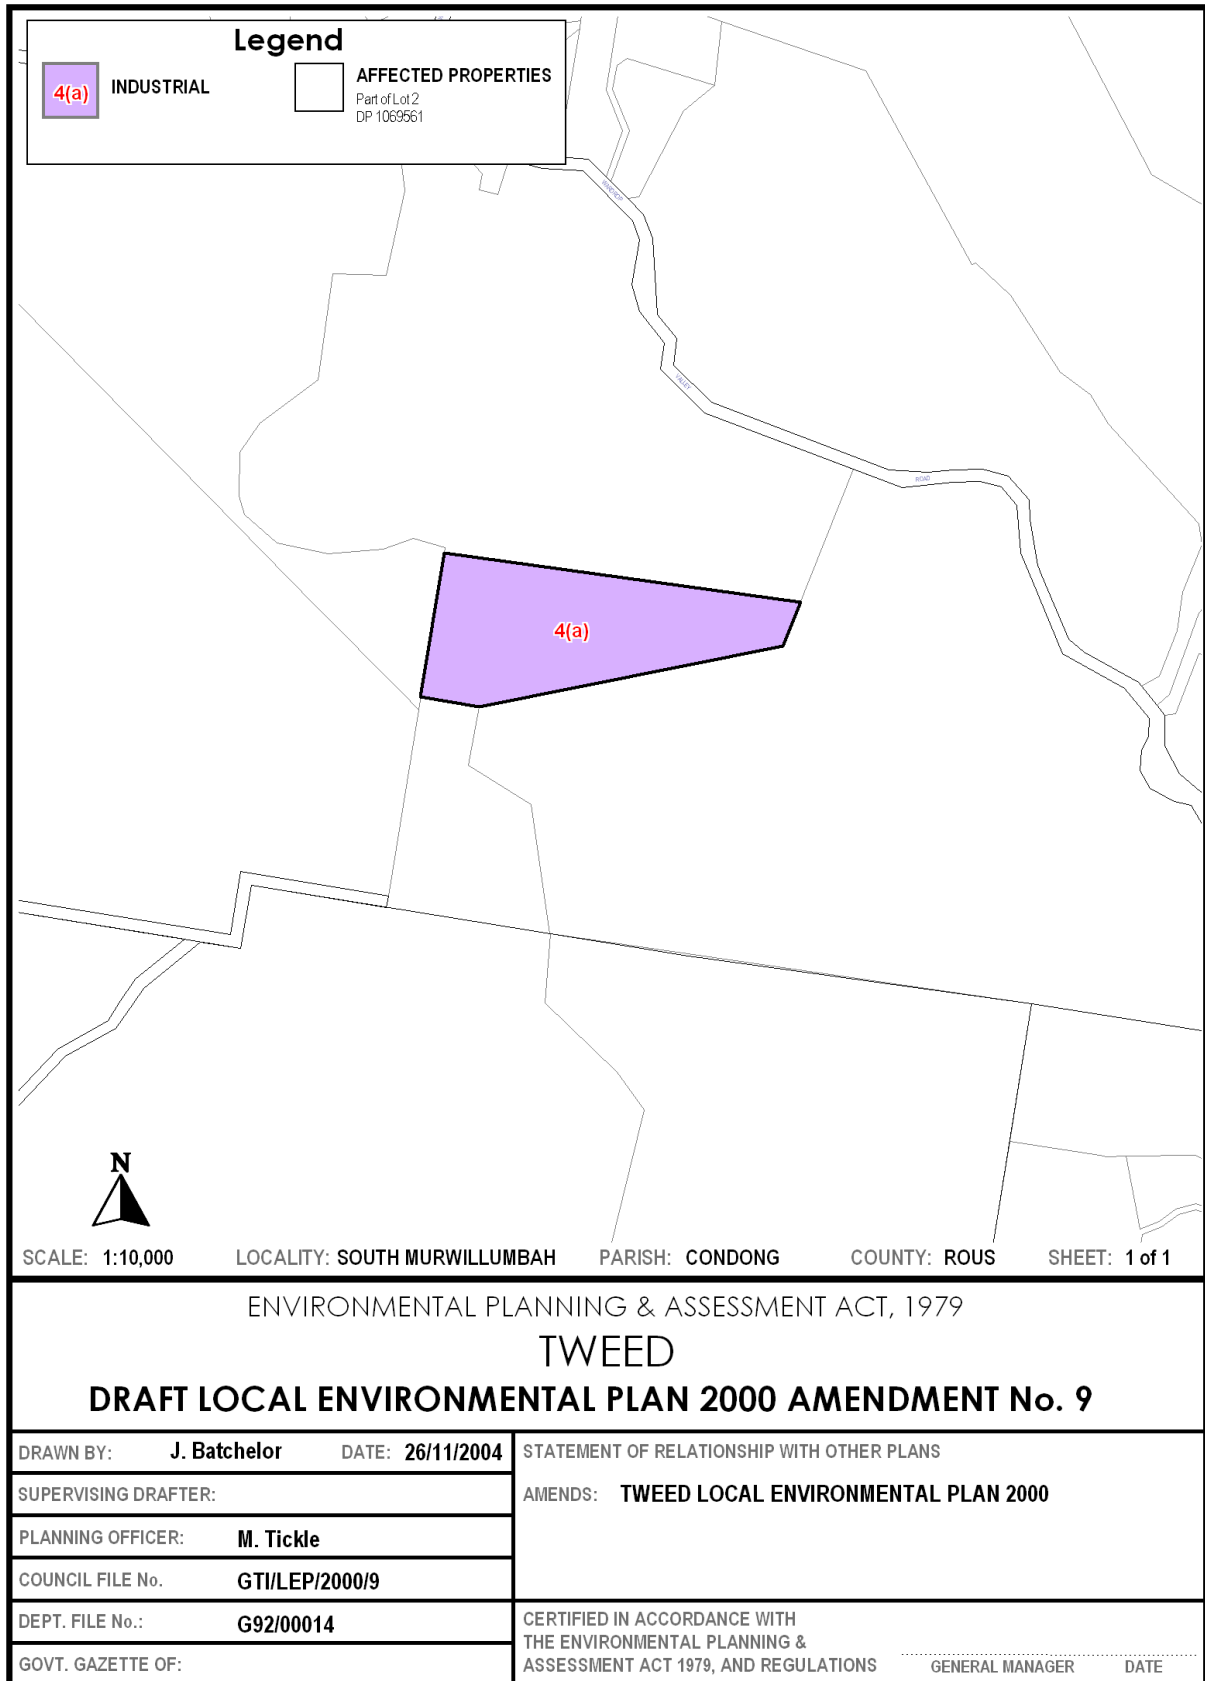 Legend
4(a) INDUSTRIAL
AFFECTED PROPERTIES
Part of Lot 2
DP 1069561
WARDROP
VALLEY
ROAD
4(a)
N
SCALE: 1:10,000 LOCALITY: SOUTH MURWILLUMBAH PARISH: CONDONG COUNTY: ROUS SHEET: 1 of 1
ENVIRONMENTAL PLANNING & ASSESSMENT ACT, 1979
TWEED
DRAFT LOCAL ENVIRONMENTAL PLAN 2000 AMENDMENT No. 9
DRAWN BY: J. Batchelor DATE: 26/11/2004
SUPERVISING DRAFTER:
PLANNING OFFICER: M. Tickle
COUNCIL FILE No. GTI/LEP/2000/9
DEPT. FILE No.: G92/00014
GOVT. GAZETTE OF:
STATEMENT OF RELATIONSHIP WITH OTHER PLANS
AMENDS: TWEED LOCAL ENVIRONMENTAL PLAN 2000
CERTIFIED IN ACCORDANCE WITH
THE ENVIRONMENTAL PLANNING &
ASSESSMENT ACT 1979, AND REGULATIONS
GENERAL MANAGER DATE